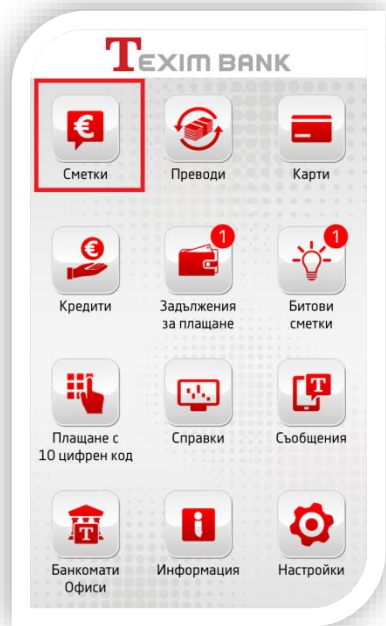 TEXIM BANK
€
Сметки
Преводи
Карти
€
1
1
Кредити
Задължения
за плащане
Битови
сметки
T
Плащане с
10 цифрен код
Справки
Съобщения
T
i
Банкомати
Офиси
Информация
Настройки